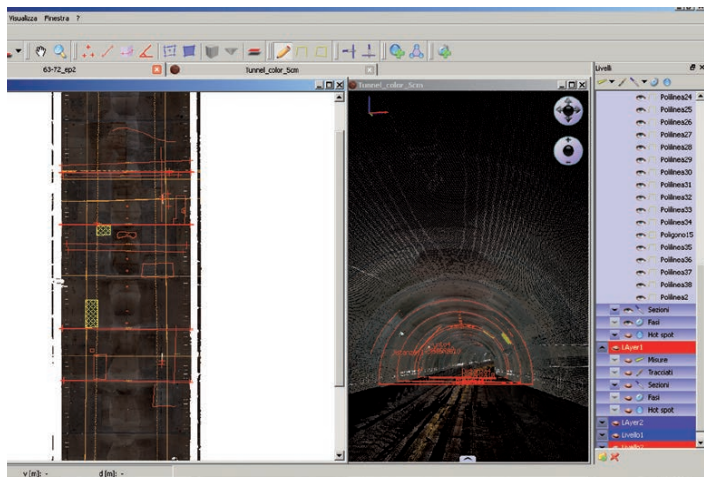 Visualizza Finestra ?
63-72_ep2
Tunnel_color_5cm
Livelli
Tunnel_color_5cm
Polilinea24
Polilinea25
Polilinea26
Polilinea27
Polilinea28
Polilinea29
Polilinea30
Polilinea31
Polilinea32
Polilinea33
Polilinea34
Poligono15
Polilinea35
Polilinea36
Polilinea37
Polilinea38
Polilinea2
Sezioni
Fasi
Hot spot
LAyer1
Misure
Tracciati
Sezioni
Fasi
Hot spot
LAyer2
Livello1
v [m]: - d [m]: -